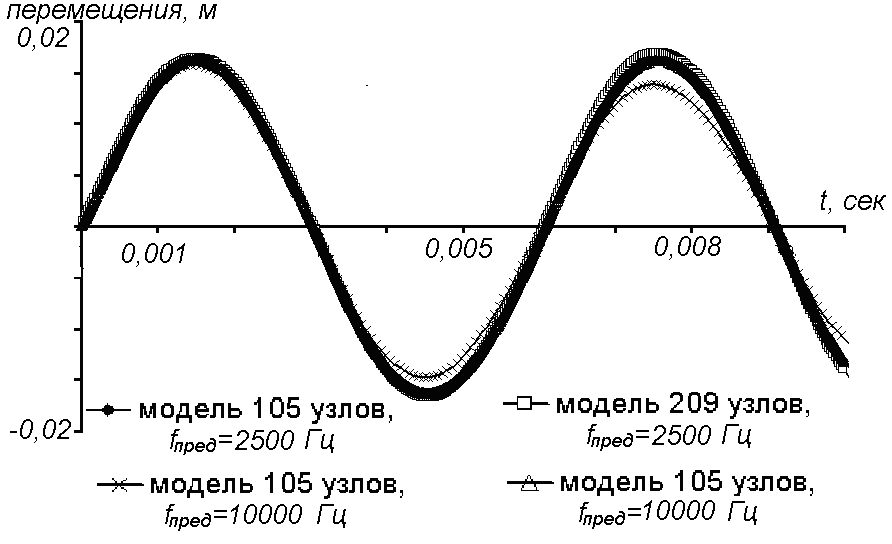 перемещения, м
0,02
t, сек
0,001
0,005
0,008
-0,02
модель 105 узлов,
fпред=2500 Гц
модель 209 узлов,
fпред=2500 Гц
модель 105 узлов,
fпред=10000 Гц
модель 105 узлов,
fпред=10000 Гц